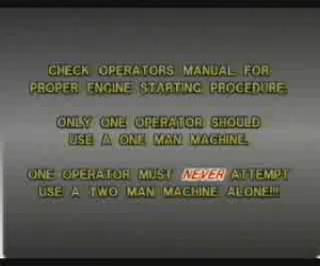 CHECK OPERATORS MANUAL FOR
PROPER ENGINE STARTING PROCEDURE.
ONLY ONE OPERATOR SHOULD
USE A ONE MAN MACHINE.
ONE OPERATOR MUST NEVER ATTEMPT
USE A TWO MAN MACHINE ALONE!!!